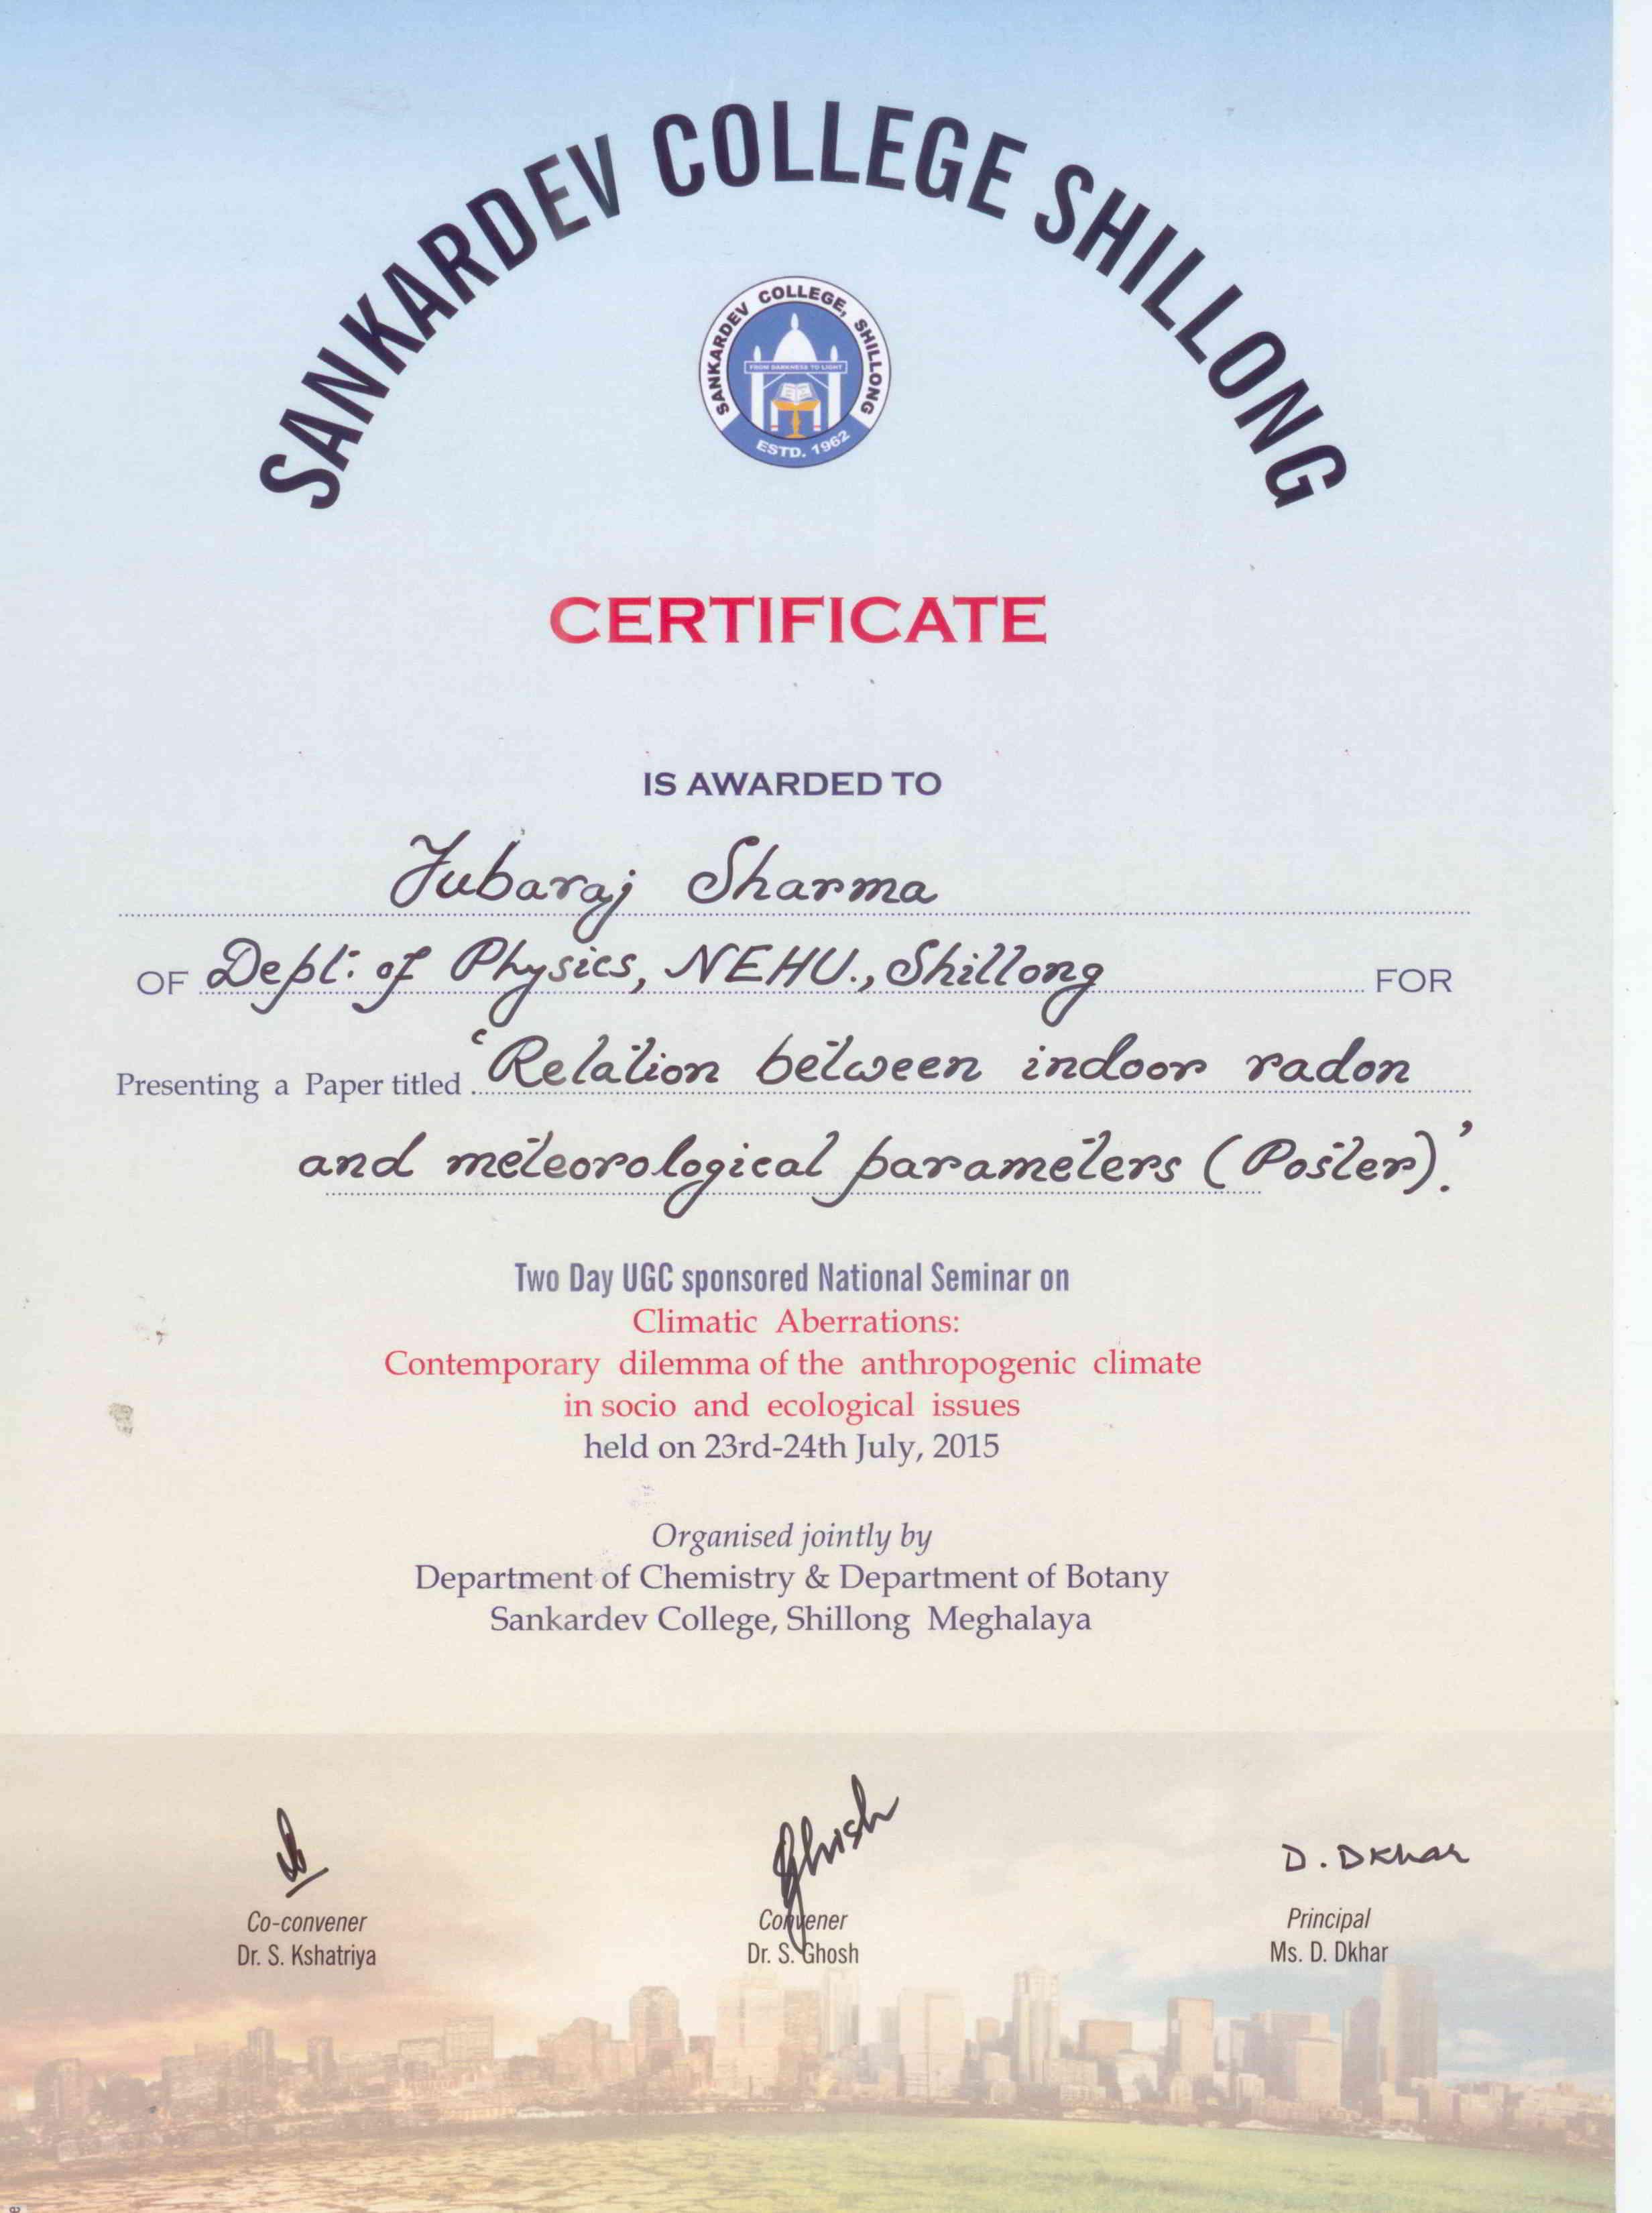 SANKARDEV COLLEGE SHILLONG
SANKARDEV COLLEGE, SHILLONG
FROM DARKNESS TO LIGHT
ESTD. 1962
CERTIFICATE
IS AWARDED TO
Jubaraj Sharma
OF Dept. of Physics, NEHU., Shillong FOR
Presenting a Paper titled 'Relation between indoor radon
and meteorological parameters (Poster).'
Two Day UGC sponsored National Seminar on
Climatic Aberrations:
Contemporary dilemma of the anthropogenic climate
in socio and ecological issues
held on 23rd-24th July, 2015
Organised jointly by
Department of Chemistry & Department of Botany
Sankardev College, Shillong Meghalaya
Ghosh
D. Dkhar
Co-convener
Dr. S. Kshatriya
Convener
Dr. S. Ghosh
Principal
Ms. D. Dkhar